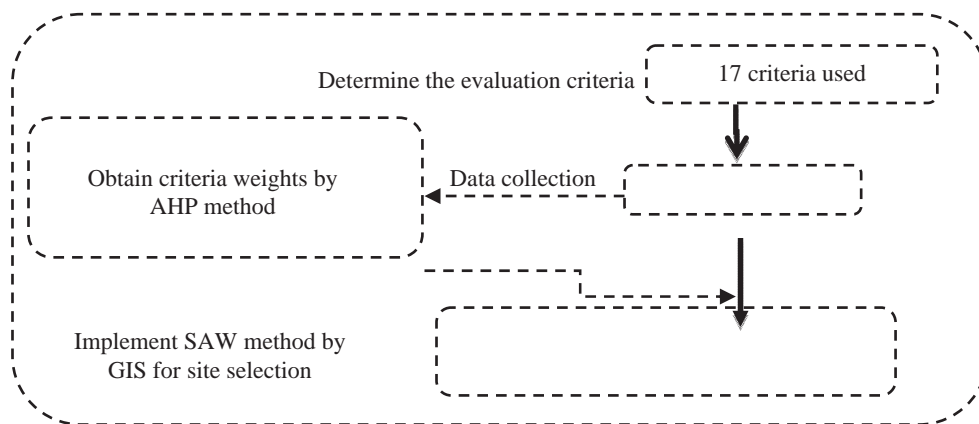 17 criteria used
Determine the evaluation criteria
Obtain criteria weights by
AHP method
Data collection
Implement SAW method by
GIS for site selection